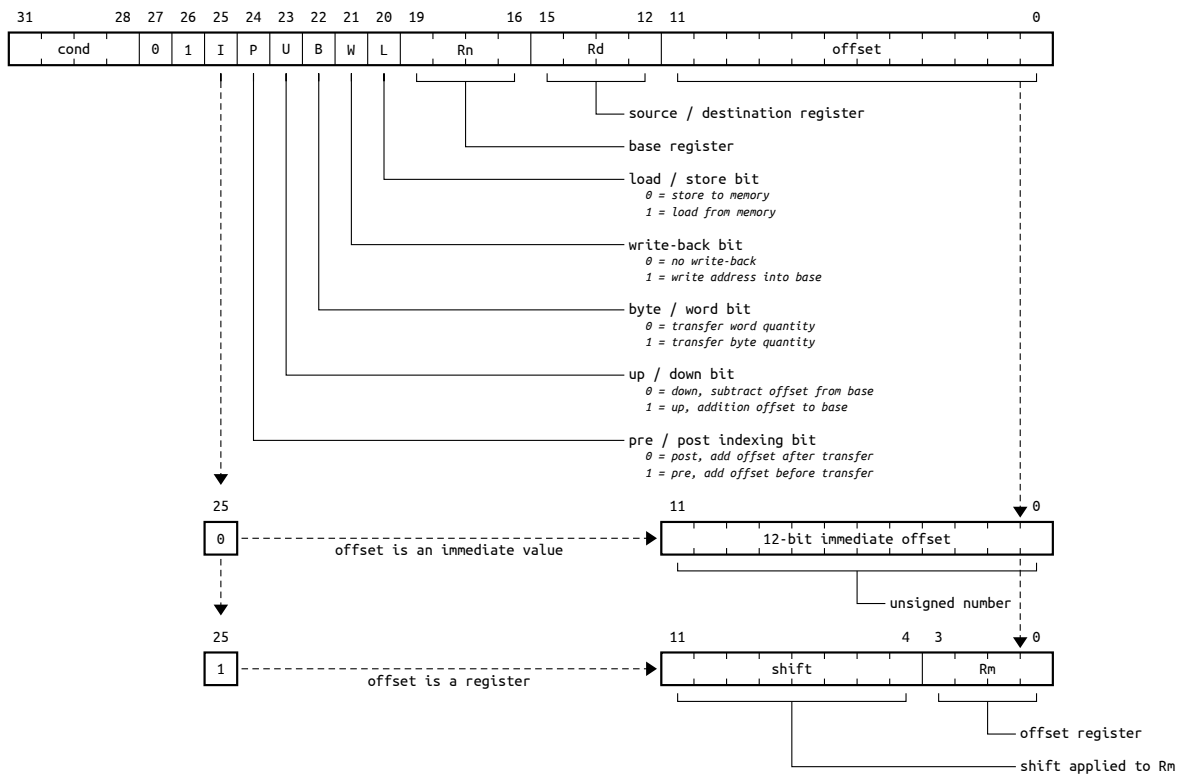 31 28 27 26 25 24 23 22 21 20 19 16 15 12 11 0
cond 0 1 I P U B W L Rn Rd offset
source / destination register
base register
load / store bit
0 = store to memory
1 = load from memory
write-back bit
0 = no write-back
1 = write address into base
byte / word bit
0 = transfer word quantity
1 = transfer byte quantity
up / down bit
0 = down, subtract offset from base
1 = up, addition offset to base
pre / post indexing bit
0 = post, add offset after transfer
1 = pre, add offset before transfer
25 11 0
0 12-bit immediate offset
offset is an immediate value
unsigned number
25 11 4 3 0
1 shift Rm
offset is a register
offset register
shift applied to Rm